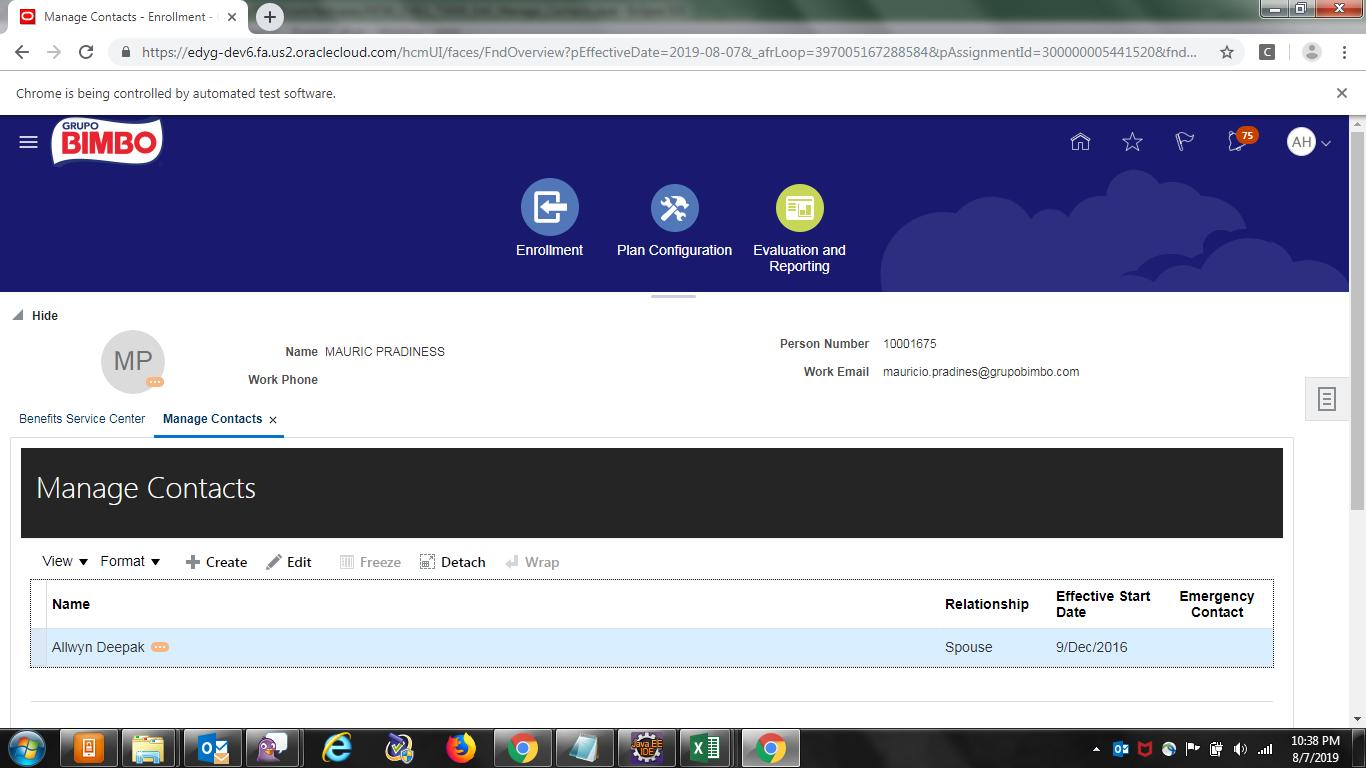 Manage Contacts - Enrollment -
https://edyg-dev6.fa.us2.oraclecloud.com/hcmUI/faces/FndOverview?pEffectiveDate=2019-08-07&_afrLoop=397005167288584&pAssignmentId=300000005441520&fnd...
C
Chrome is being controlled by automated test software.
GRUPO
BIMBO
75
AH
Enrollment
Plan Configuration
Evaluation and
Reporting
Hide
MP
Name MAURIC PRADINESS
Work Phone
Person Number 10001675
Work Email mauricio.pradines@grupobimbo.com
Benefits Service Center
Manage Contacts
Manage Contacts
View Format Create Edit Freeze Detach Wrap
Name Relationship Effective Start Date Emergency Contact
Allwyn Deepak Spouse 9/Dec/2016
Java EE
IDE
10:38 PM
8/7/2019